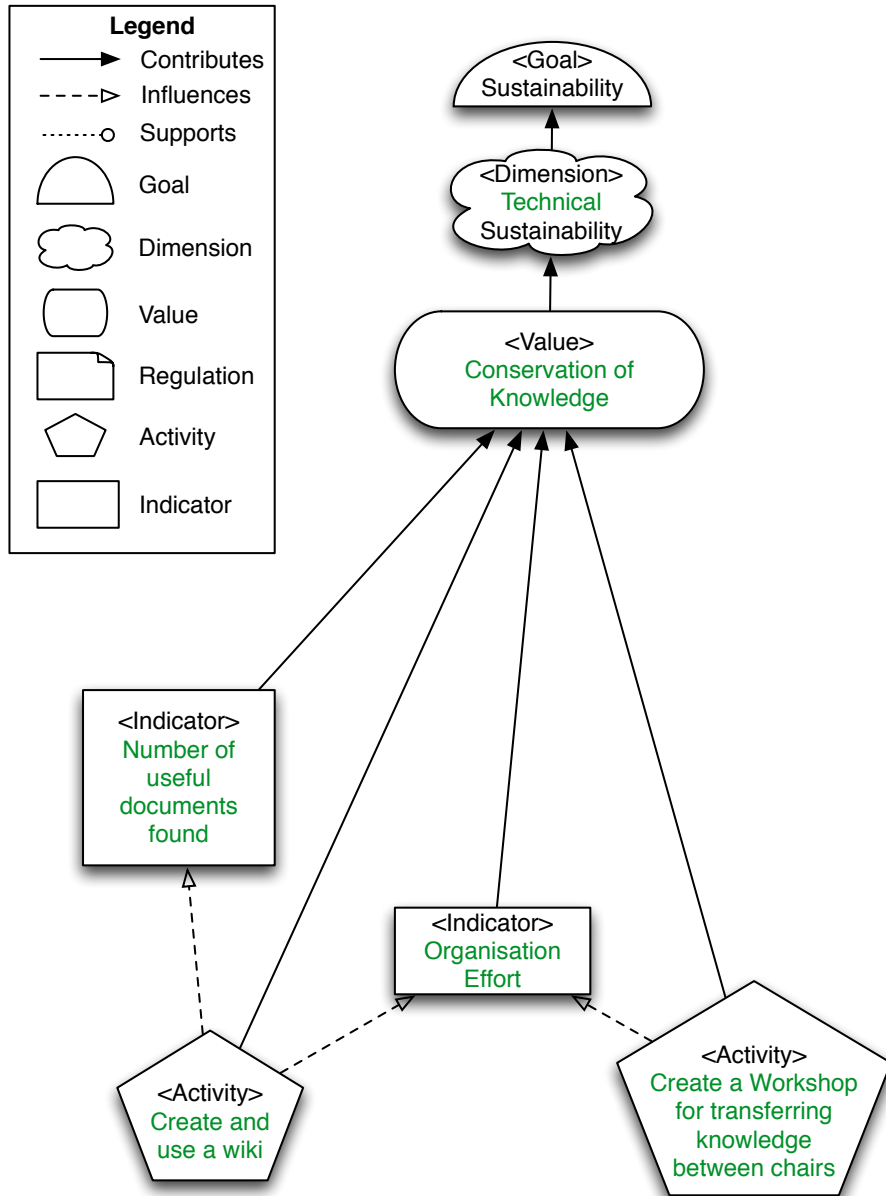 Legend
Contributes
Influences
Supports
Goal
Dimension
Value
Regulation
Activity
Indicator
<Goal>
Sustainability
<Dimension>
Technical
Sustainability
<Value>
Conservation of
Knowledge
<Indicator>
Number of
useful
documents
found
<Indicator>
Organisation
Effort
<Activity>
Create and
use a wiki
<Activity>
Create a Workshop
for transferring
knowledge
between chairs